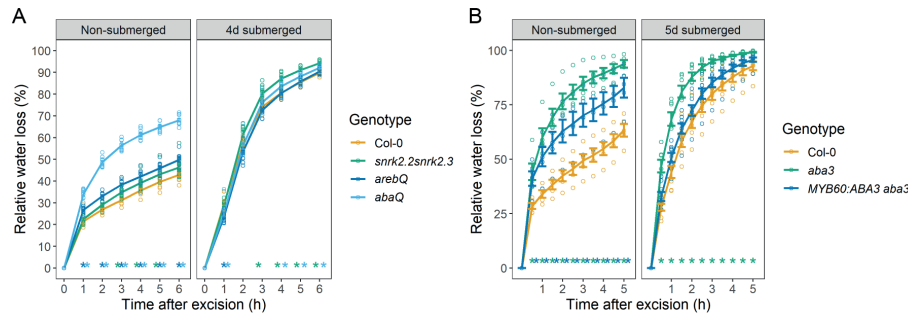 A
Non-submerged
4d submerged
Relative water loss (%)
100
90
80
70
60
50
40
30
20
10
0
* * * * * *
* * * * * *
0 1 2 3 4 5 6
0 1 2 3 4 5 6
Time after excision (h)
Genotype
Col-0
snrk2.2snrk2.3
arebQ
abaQ
B
Non-submerged
5d submerged
Relative water loss (%)
100
75
50
25
0
* * * * * * * * * *
* * * * * * * * * *
1 2 3 4 5
1 2 3 4 5
Time after excision (h)
Genotype
Col-0
aba3
MYB60:ABA3 aba3